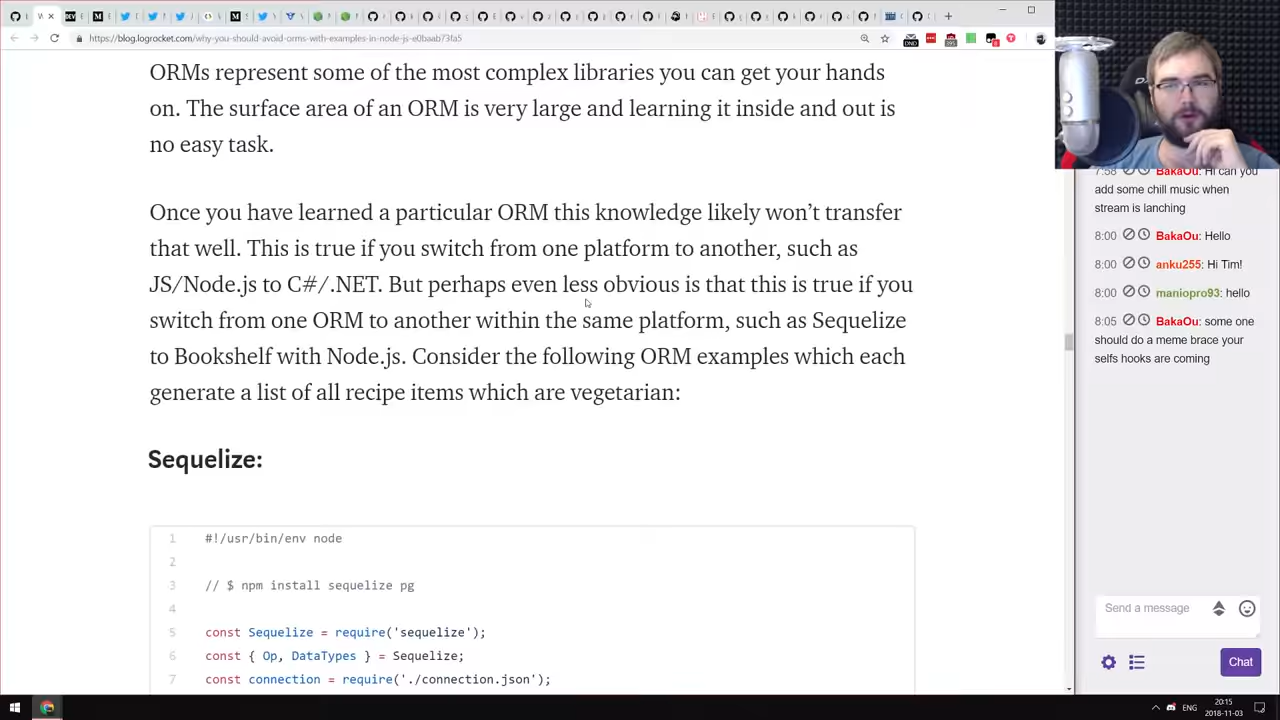 https://blog.logrocket.com/why-you-should-avoid-orms-with-examples-in-node-js-e0baab73fa5
ORMs represent some of the most complex libraries you can get your hands
on. The surface area of an ORM is very large and learning it inside and out is
no easy task.
Once you have learned a particular ORM this knowledge likely won’t transfer
that well. This is true if you switch from one platform to another, such as
JS/Node.js to C#/.NET. But perhaps even less obvious is that this is true if you
switch from one ORM to another within the same platform, such as Sequelize
to Bookshelf with Node.js. Consider the following ORM examples which each
generate a list of all recipe items which are vegetarian:
Sequelize:
1 #!/usr/bin/env node
2
3 // $ npm install sequelize pg
4
5 const Sequelize = require('sequelize');
6 const { Op, DataTypes } = Sequelize;
7 const connection = require('./connection.json');
7:58 BakaOu: Hi can you
add some chill music when
stream is lanching
8:00 BakaOu: Hello
8:00 anku255: Hi Tim!
8:00 maniopro93: hello
8:05 BakaOu: some one
should do a meme brace your
selfs hooks are coming
Send a message
Chat
ENG
20:15
2018-11-03